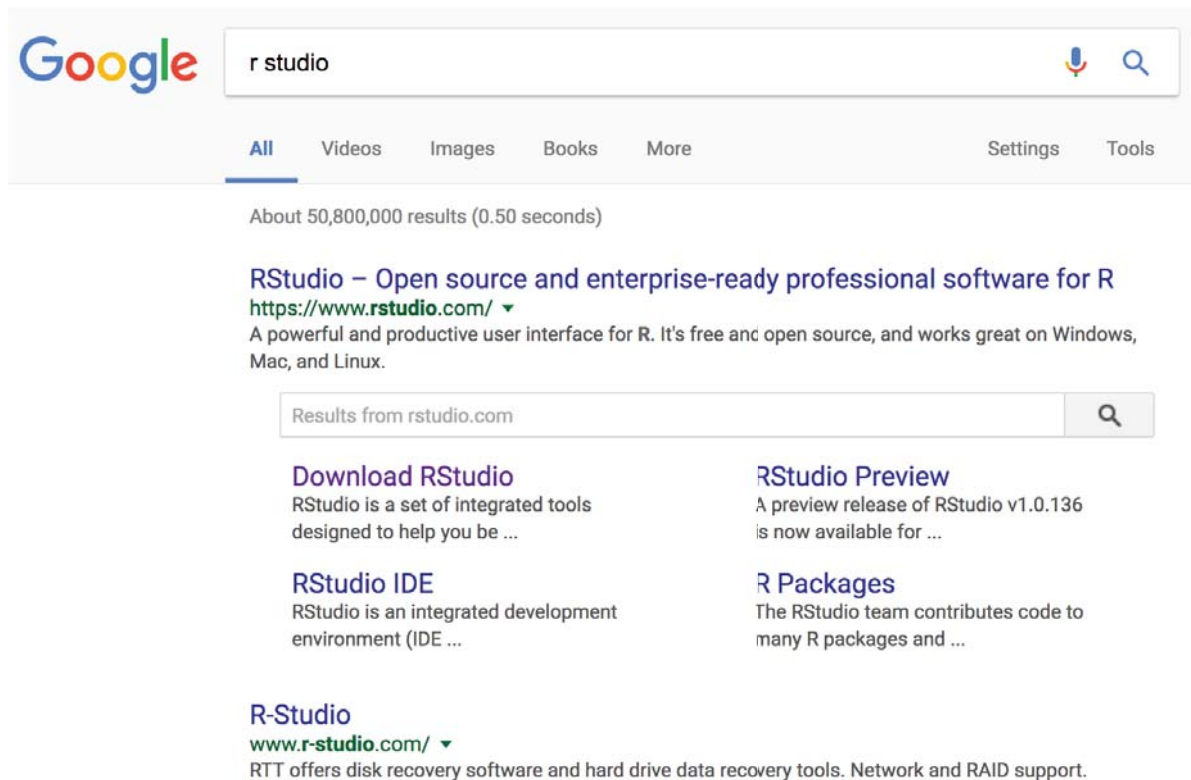 Google
r studio
All Videos Images Books More Settings Tools
About 50,800,000 results (0.50 seconds)
RStudio – Open source and enterprise-ready professional software for R
https://www.rstudio.com/
A powerful and productive user interface for R. It's free and open source, and works great on Windows,
Mac, and Linux.
Results from rstudio.com
Download RStudio
RStudio is a set of integrated tools
designed to help you be ...
RStudio Preview
A preview release of RStudio v1.0.136
is now available for ...
RStudio IDE
RStudio is an integrated development
environment (IDE ...
R Packages
The RStudio team contributes code to
many R packages and ...
R-Studio
www.r-studio.com/
RTT offers disk recovery software and hard drive data recovery tools. Network and RAID support.